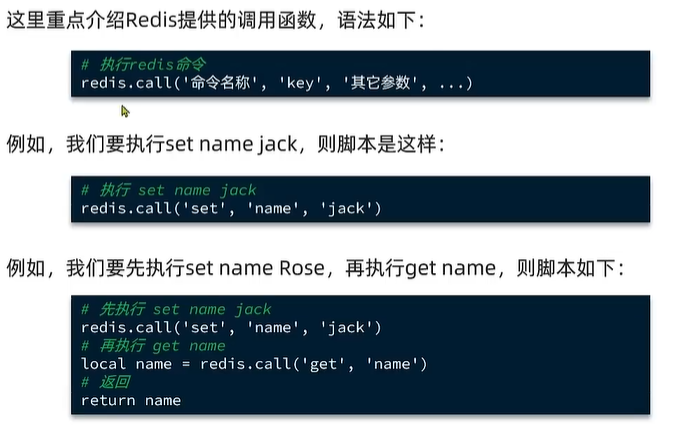 这里重点介绍Redis提供的调用函数，语法如下：
# 执行redis命令
redis.call('命令名称', 'key', '其它参数', ...)
例如，我们要执行set name jack，则脚本是这样：
# 执行 set name jack
redis.call('set', 'name', 'jack')
例如，我们要先执行set name Rose，再执行get name，则脚本如下：
# 先执行 set name jack
redis.call('set', 'name', 'jack')
# 再执行 get name
local name = redis.call('get', 'name')
# 返回
return name